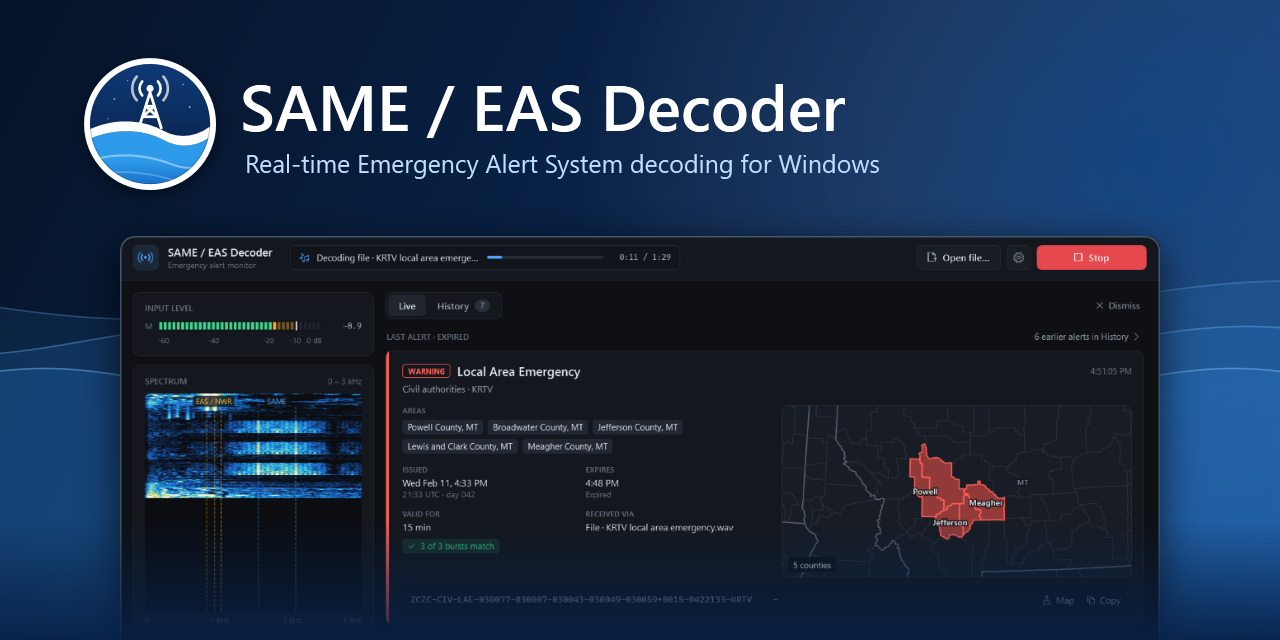 SAME / EAS Decoder
Real-time Emergency Alert System decoding for Windows
SAME / EAS Decoder
Emergency alert monitor
Decoding file · KRTV local area emerge...
0:11 / 1:29
Open file...
Stop
INPUT LEVEL
M
-8.9
-60 -40 -20 -10 0 dB
Live
History 7
Dismiss
LAST ALERT · EXPIRED
6 earlier alerts in History
SPECTRUM
0 – 3 kHz
EAS / NWR
SAME
WARNING Local Area Emergency
4:51:05 PM
Civil authorities · KRTV
AREAS
Powell County, MT
Broadwater County, MT
Jefferson County, MT
Lewis and Clark County, MT
Meagher County, MT
ISSUED
Wed Feb 11, 4:33 PM
21:33 UTC · day 042
EXPIRES
4:48 PM
Expired
VALID FOR
15 min
RECEIVED VIA
File · KRTV local area emergency.wav
3 of 3 bursts match
MT
Powell
Meagher
Jefferson
5 counties
ZCZC-CIV-LAE-030077-030007-030043-030049-030059+0015-0422133-KRTV -
Map
Copy
0 1 kHz 2 kHz 3 kHz